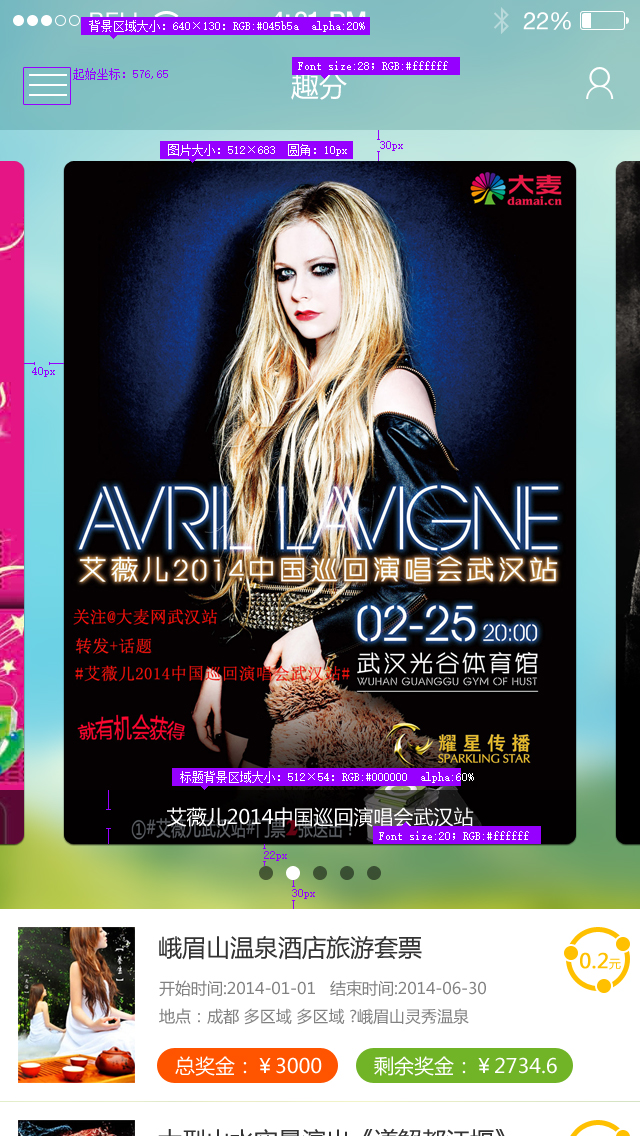 22%
背景区域大小: 640×130: RGB:#045b5a alpha:20%
起始坐标: 576,65
Font size:28; RGB:#ffffff
趣分
30px
图片大小: 512×683 圆角: 10px
大麦
damai.cn
40px
AVRIL LAVIGNE
艾薇儿2014中国巡回演唱会武汉站
关注@大麦网武汉站
转发+话题
#艾薇儿2014中国巡回演唱会武汉站#
就有机会获得
02-25 20:00
武汉光谷体育馆
WUHAN GUANGGU GYM OF HUST
耀星传播
SPARKLING STAR
标题背景区域大小: 512×54: RGB:#000000 alpha:60%
艾薇儿2014中国巡回演唱会武汉站
Font size:20; RGB:#ffffff
22px
30px
峨眉山温泉酒店旅游套票
开始时间:2014-01-01 结束时间:2014-06-30
地点：成都 多区域 多区域 ?峨眉山灵秀温泉
总奖金：￥3000
剩余奖金：￥2734.6
0.2元